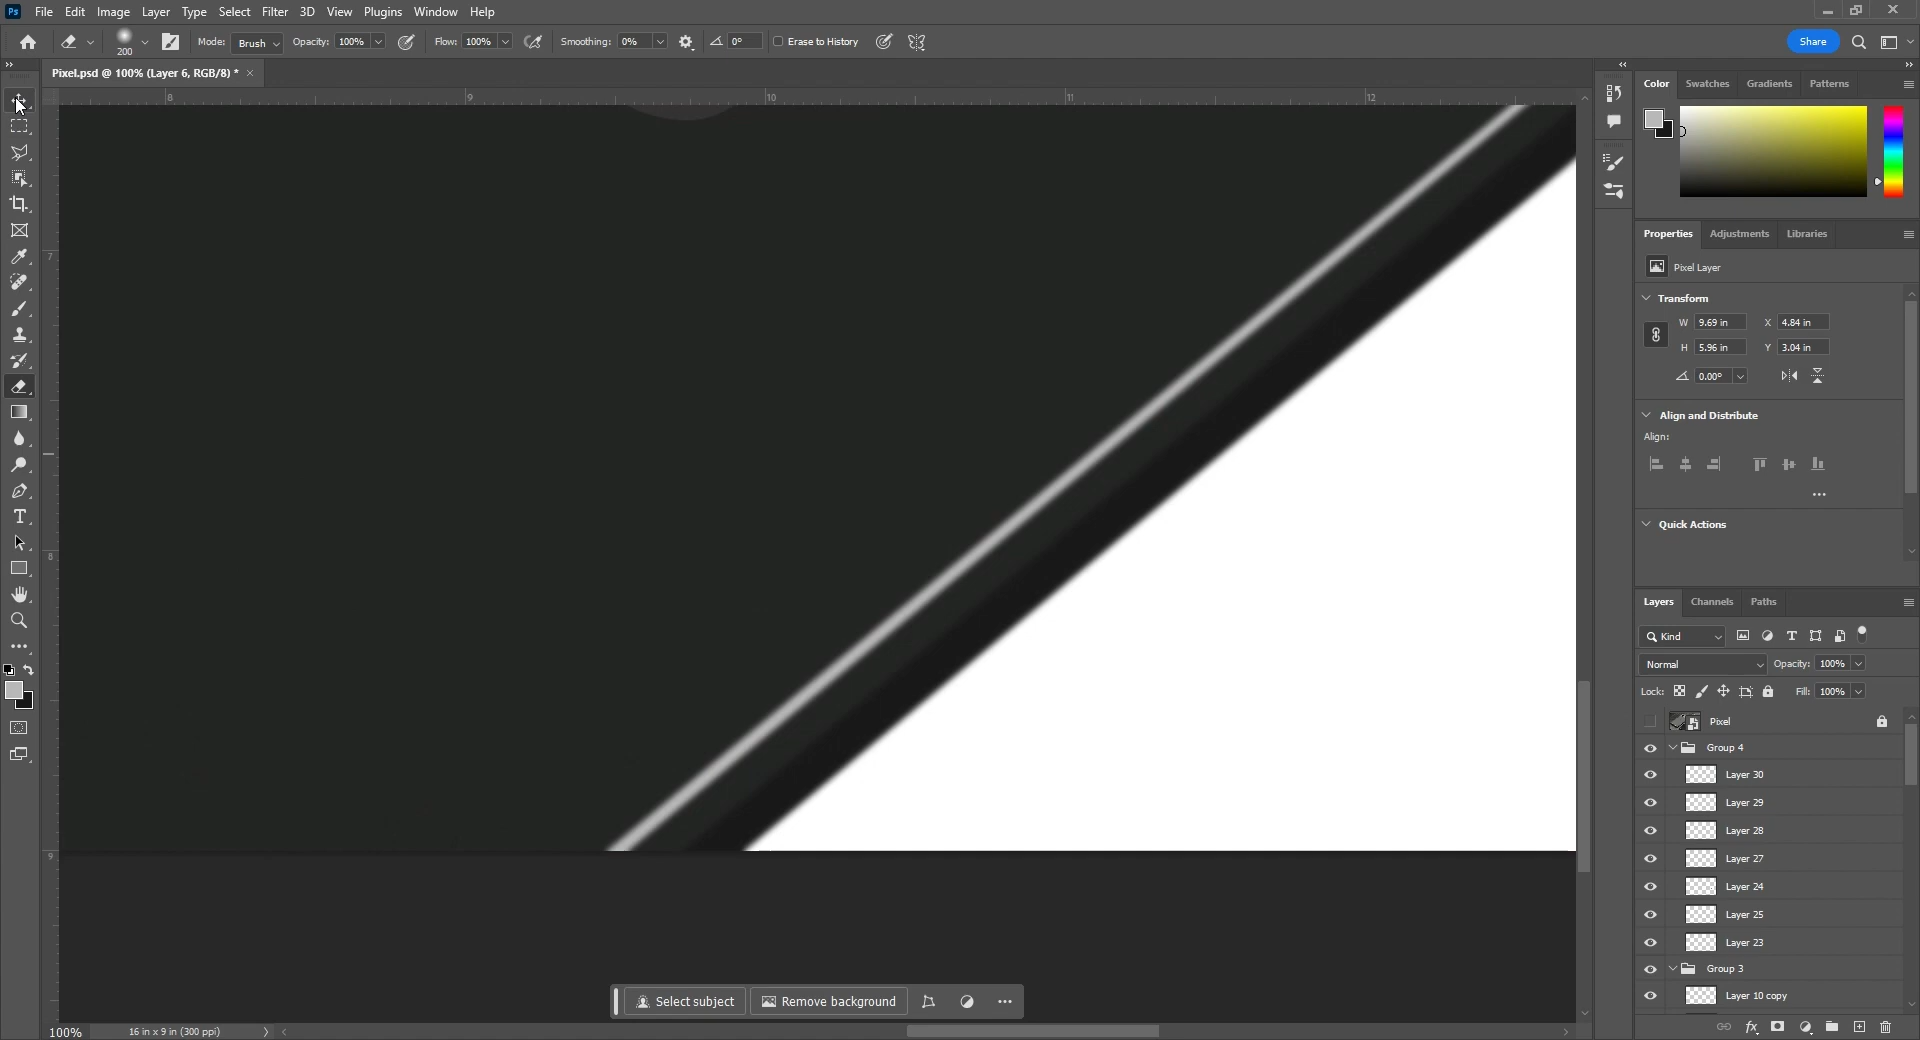 Ps File Edit Image Layer Type Select Filter 3D View Plugins Window Help
200 Mode: Brush Opacity: 100% Flow: 100% Smoothing: 0% 0° Erase to History Share
Pixel.psd @ 100% (Layer 6, RGB/8) *
8 9 10 11 12
7
8
9
Color Swatches Gradients Patterns
Properties Adjustments Libraries
Pixel Layer
Transform
W 9.69 in X 4.84 in
H 5.96 in Y 3.04 in
0.00°
Align and Distribute
Align:
Quick Actions
Layers Channels Paths
Kind
Normal Opacity: 100%
Lock: Fill: 100%
Pixel
Group 4
Layer 30
Layer 29
Layer 28
Layer 27
Layer 24
Layer 25
Layer 23
Group 3
Layer 10 copy
Select subject Remove background
100% 16 in x 9 in (300 ppi)